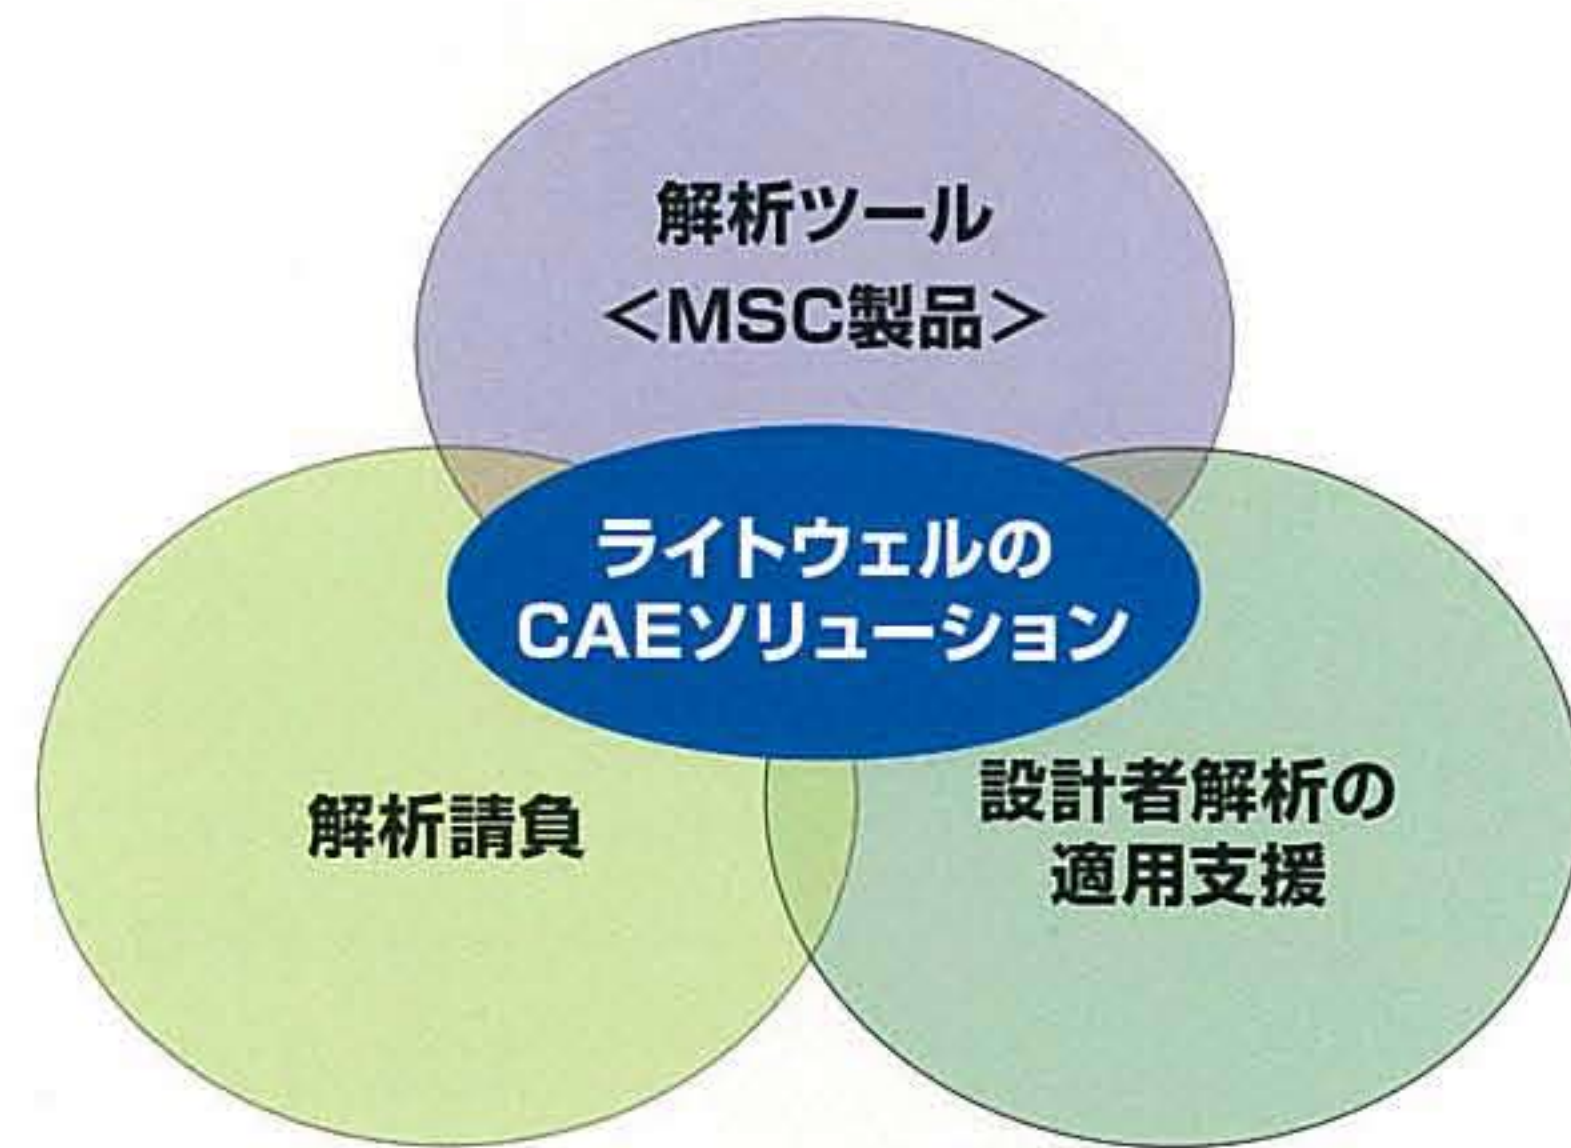 解析ツール
＜MSC製品＞
ライトウェルの
CAEソリューション
解析請負
設計者解析の
適用支援